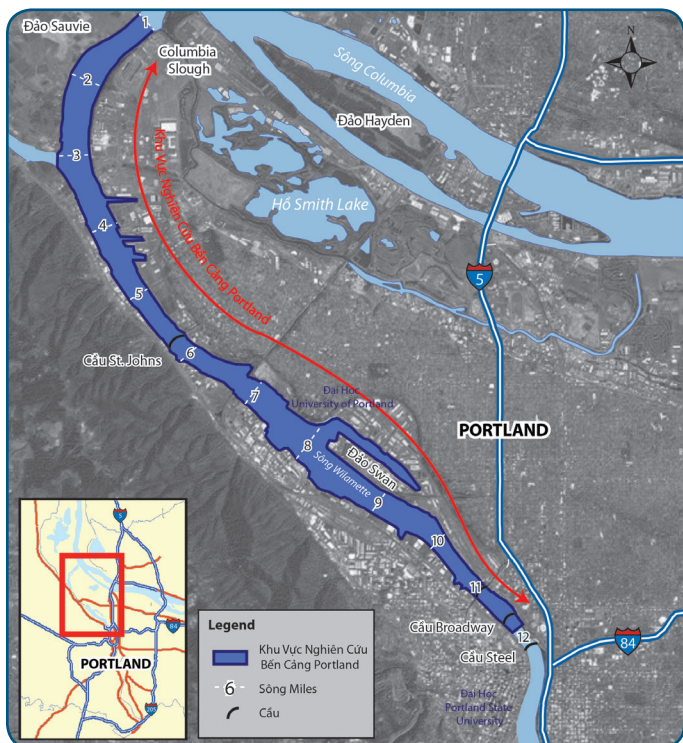 Đảo Sauvie
1
Columbia
Slough
N
Sông Columbia
2
Đảo Hayden
3
Khu Vực Nghiên Cứu Bến Cảng Portland
Hồ Smith Lake
4
5
5
Cầu St. Johns
6
7
Đại Học
University of Portland
PORTLAND
8
Đảo Swan
Sông Wilamette
9
10
11
Cầu Broadway
12
Cầu Steel
84
Đại Học
Portland State
University
5
84
PORTLAND
205
Legend
Khu Vực Nghiên Cứu
Bến Cảng Portland
6
Sông Miles
Cầu